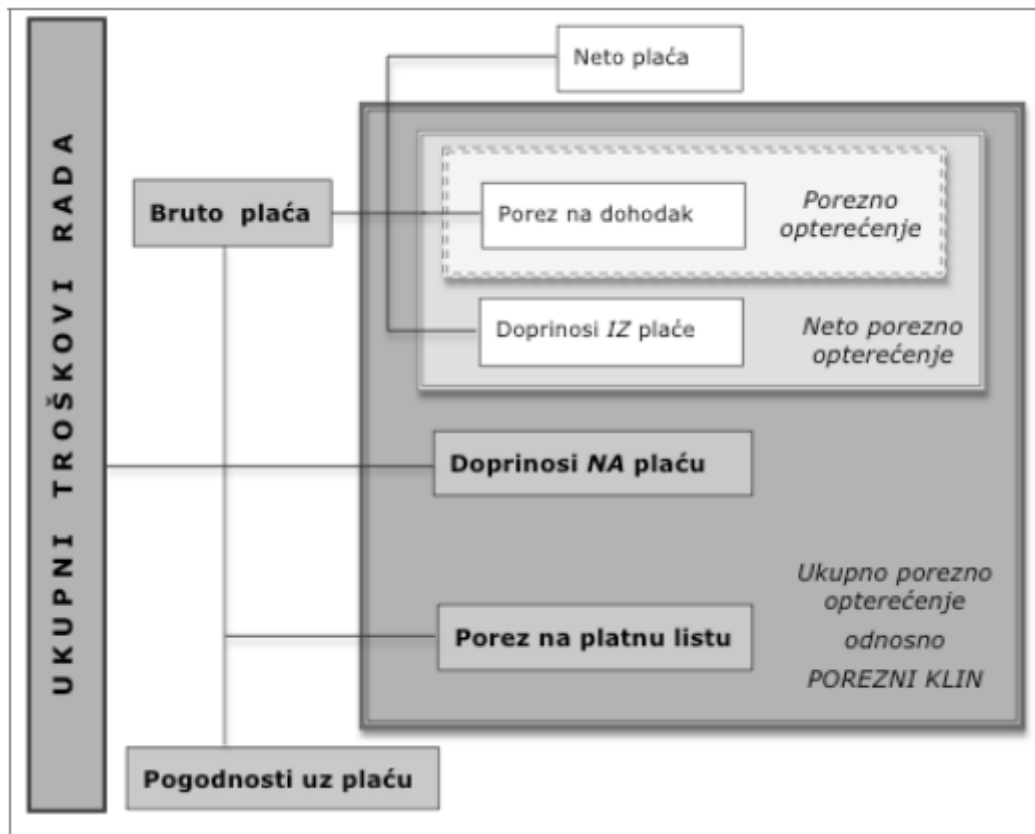 UKUPNI TROŠKOVI RADA
Neto plaća
Bruto plaća
Porez na dohodak
Porezno
opterećenje
Doprinosi IZ plaće
Neto porezno
opterećenje
Doprinosi NA plaću
Ukupno porezno
opterećenje
odnosno
POREZNI KLIN
Porez na platnu listu
Pogodnosti uz plaću